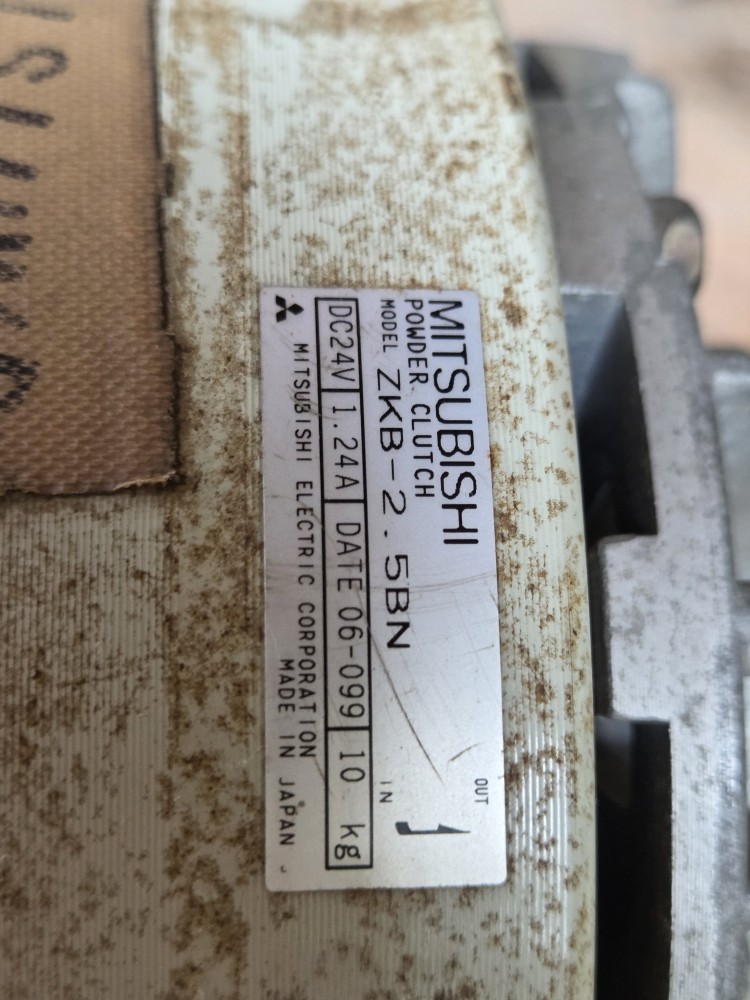 MITSUBISHI
POWDER CLUTCH
MODEL ZKB-2.5BN
OUT
IN
DC24V 1.24A DATE 06-099 10 kg
MITSUBISHI ELECTRIC CORPORATION
MADE IN JAPAN